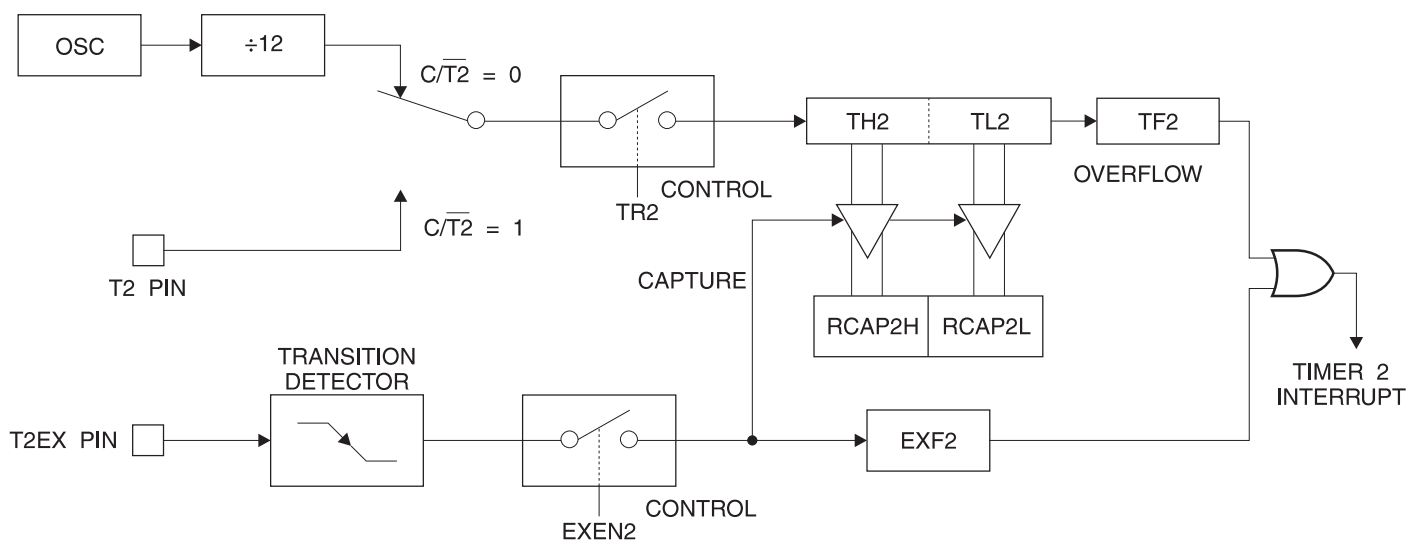 OSC
÷12
C/T2̅ = 0
TH2
TL2
TF2
OVERFLOW
CONTROL
TR2
C/T2̅ = 1
T2 PIN
CAPTURE
RCAP2H
RCAP2L
TRANSITION
DETECTOR
TIMER 2
INTERRUPT
T2EX PIN
EXF2
CONTROL
EXEN2